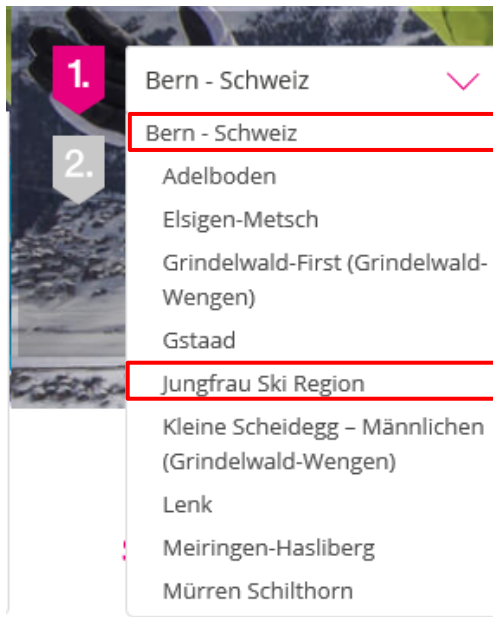 1.
Bern - Schweiz
2.
Bern - Schweiz
Adelboden
Elsigen-Metsch
Grindelwald-First (Grindelwald-
Wengen)
Gstaad
Jungfrau Ski Region
Kleine Scheidegg – Männlichen
(Grindelwald-Wengen)
Lenk
Meiringen-Hasliberg
Mürren Schilthorn